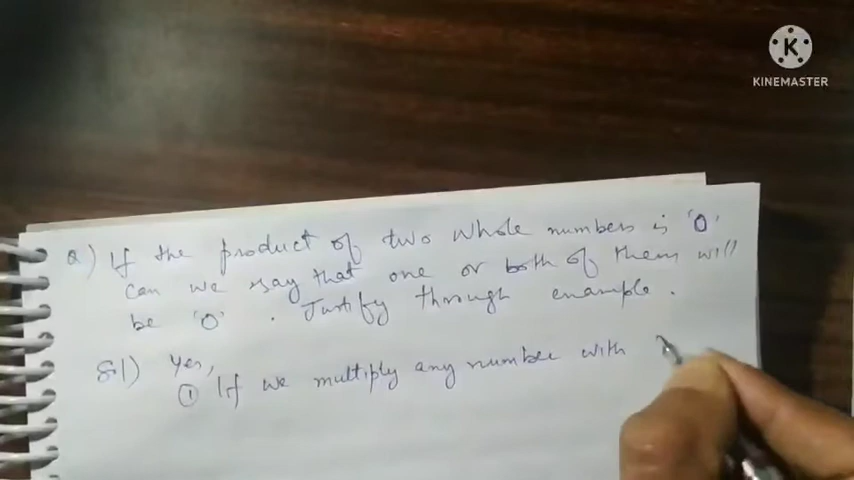 KINEMASTER
Q) If the product of two whole numbers is '0'
can we say that one or both of them will
be '0'. Justify through example.
Sol) Yes,
① If we multiply any number with